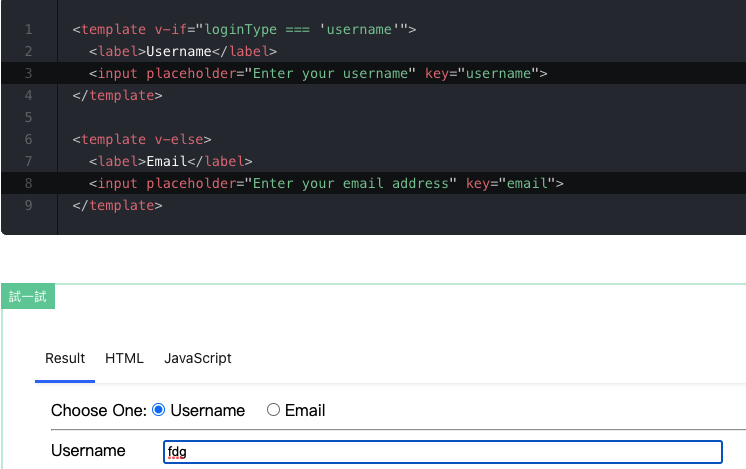 1 <template v-if="loginType === 'username'">
2 <label>Username</label>
3 <input placeholder="Enter your username" key="username">
4 </template>
5
6 <template v-else>
7 <label>Email</label>
8 <input placeholder="Enter your email address" key="email">
9 </template>
試一試
Result HTML JavaScript
Choose One: Username Email
Username fdg